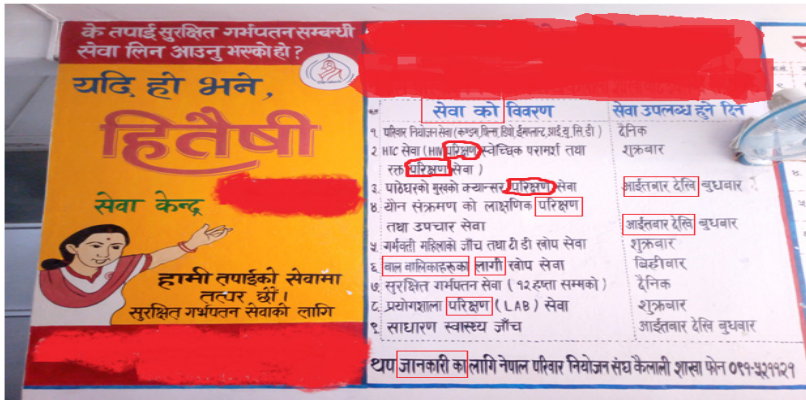 के तपाई सुरक्षित गर्भपतन सम्बन्धी
सेवा लिन आउनु भएको हो?
यदि हो भने,
हितैषी
सेवा केन्द्र
हामी तपाईको सेवामा
तत्पर छौं।
सुरक्षित गर्भपतन सेवाको लागि
सेवा को विवरण सेवा उपलब्ध हुने दिन
१ परिवार नियोजन सेवा (कण्डम, पिल्स, डिपो, ईम्प्लान्ट, आई.यू.सि.डी) दैनिक
२ HTC सेवा (HIV परिक्षण स्वेच्छिक परामर्श तथा शुक्रबार
रक्त परिक्षण सेवा)
३. पाठेघरको मुखको क्यान्सर परिक्षण सेवा आईतबार देखि बुधबार
४ यौन संक्रमण को लाक्षणिक परिक्षण
तथा उपचार सेवा आईतबार देखि बुधबार
५ गर्भवती महिलाको जाँच तथा टी डी खोप सेवा शुक्रबार
६ बाल बालिकाहरुको लागी खोप सेवा बिहीबार
७ सुरक्षित गर्भपतन सेवा (१२ हप्ता सम्मको) दैनिक
८ प्रयोगशाला परिक्षण (LAB) सेवा शुक्रबार
९ साधारण स्वास्थ्य जाँच आईतबार देखि बुधबार
थप जानकारी का लागि नेपाल परिवार नियोजन संघ कैलाली शाखा फोन ०९१-५२११२१